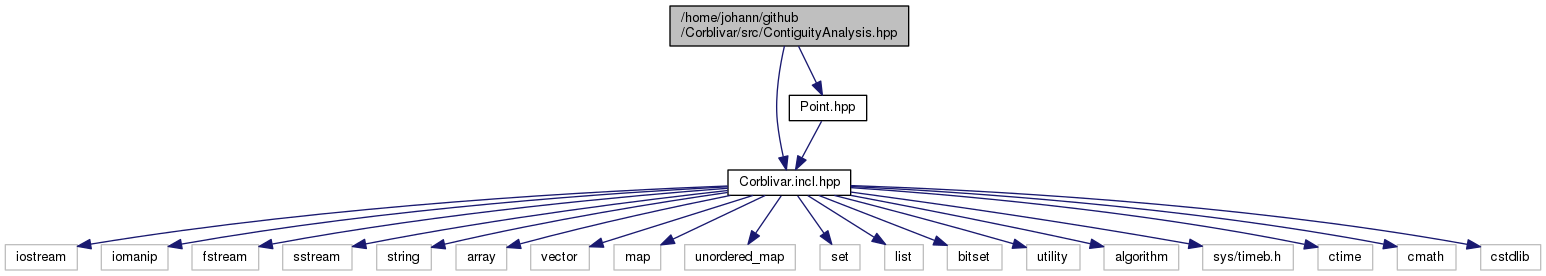 /home/johann/github
/Corblivar/src/ContiguityAnalysis.hpp
Point.hpp
Corblivar.incl.hpp
iostream
iomanip
fstream
sstream
string
array
vector
map
unordered_map
set
list
bitset
utility
algorithm
sys/timeb.h
ctime
cmath
cstdlib